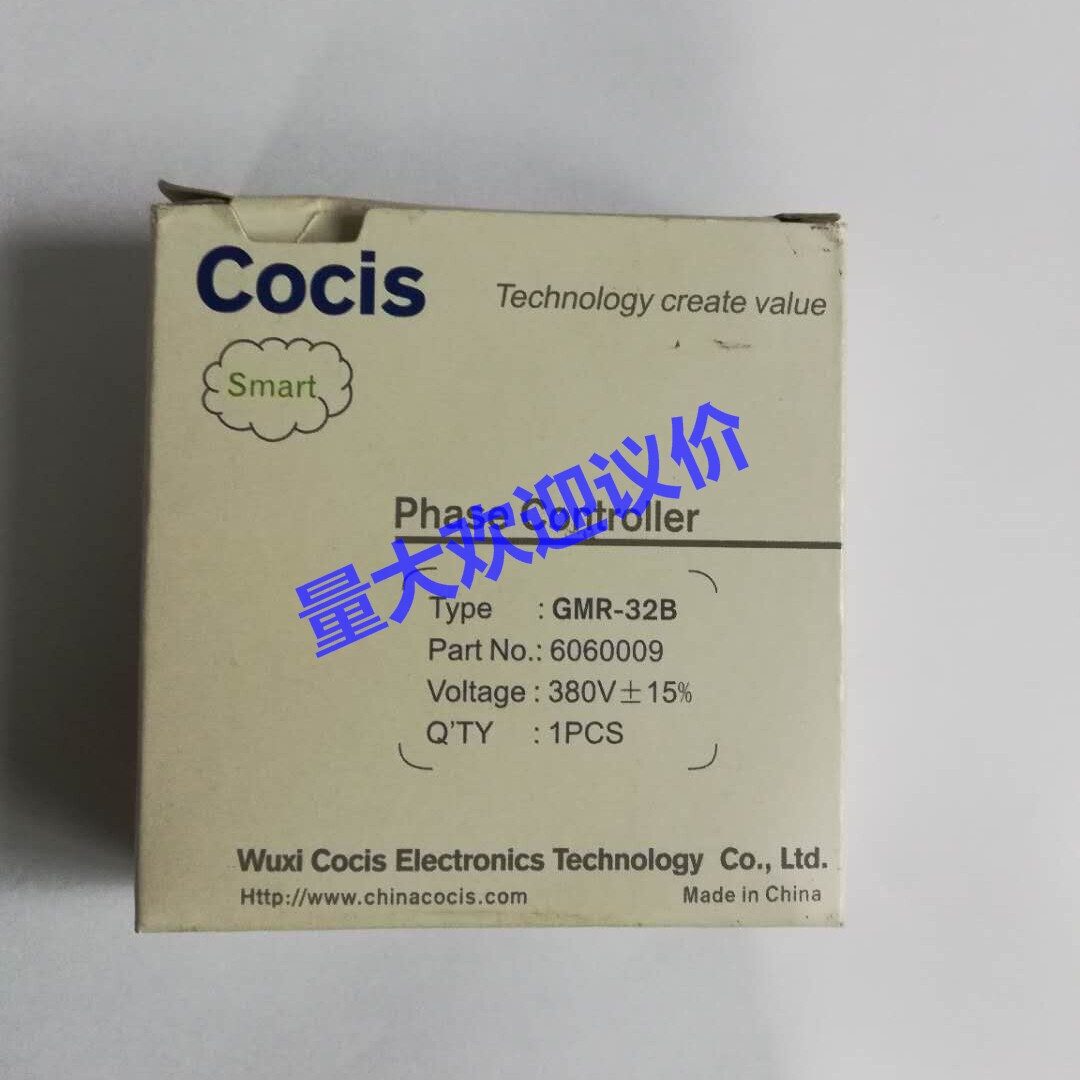 Cocis
Technology create value
Smart
Phase Controller
量大欢迎议价
Type : GMR-32B
Part No.: 6060009
Voltage : 380V±15%
Q'TY : 1PCS
Wuxi Cocis Electronics Technology Co., Ltd.
Http://www.chinacocis.com
Made in China